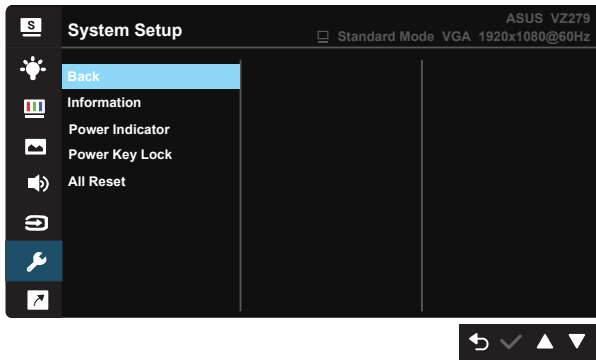 S
System Setup
ASUS VZ279
Standard Mode VGA 1920x1080@60Hz
Back
Information
Power Indicator
Power Key Lock
All Reset